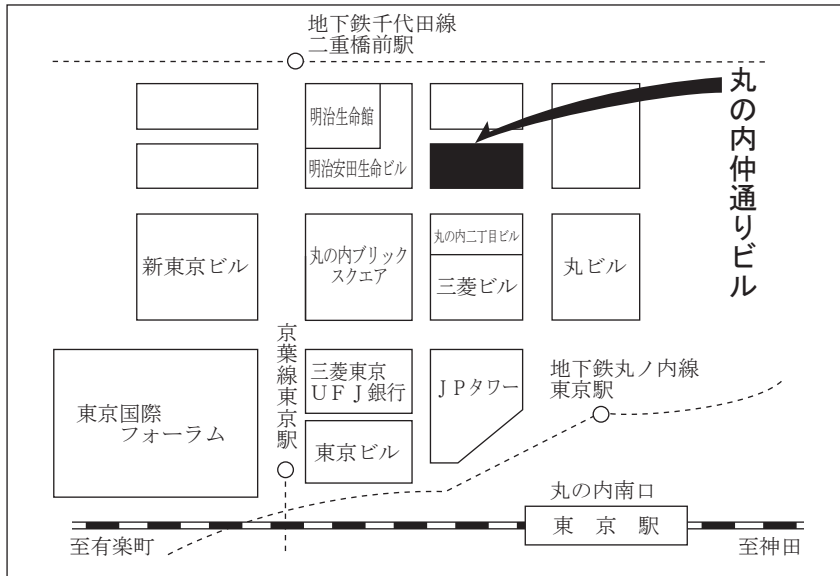 地下鉄千代田線
二重橋前駅
丸の内仲通りビル
明治生命館
明治安田生命ビル
新東京ビル
丸の内ブリック
スクエア
丸の内二丁目ビル
三菱ビル
丸ビル
東京国際
フォーラム
京葉線東京駅
三菱東京
ＵＦＪ銀行
東京ビル
ＪＰタワー
地下鉄丸ノ内線
東京駅
丸の内南口
東京駅
至有楽町
至神田